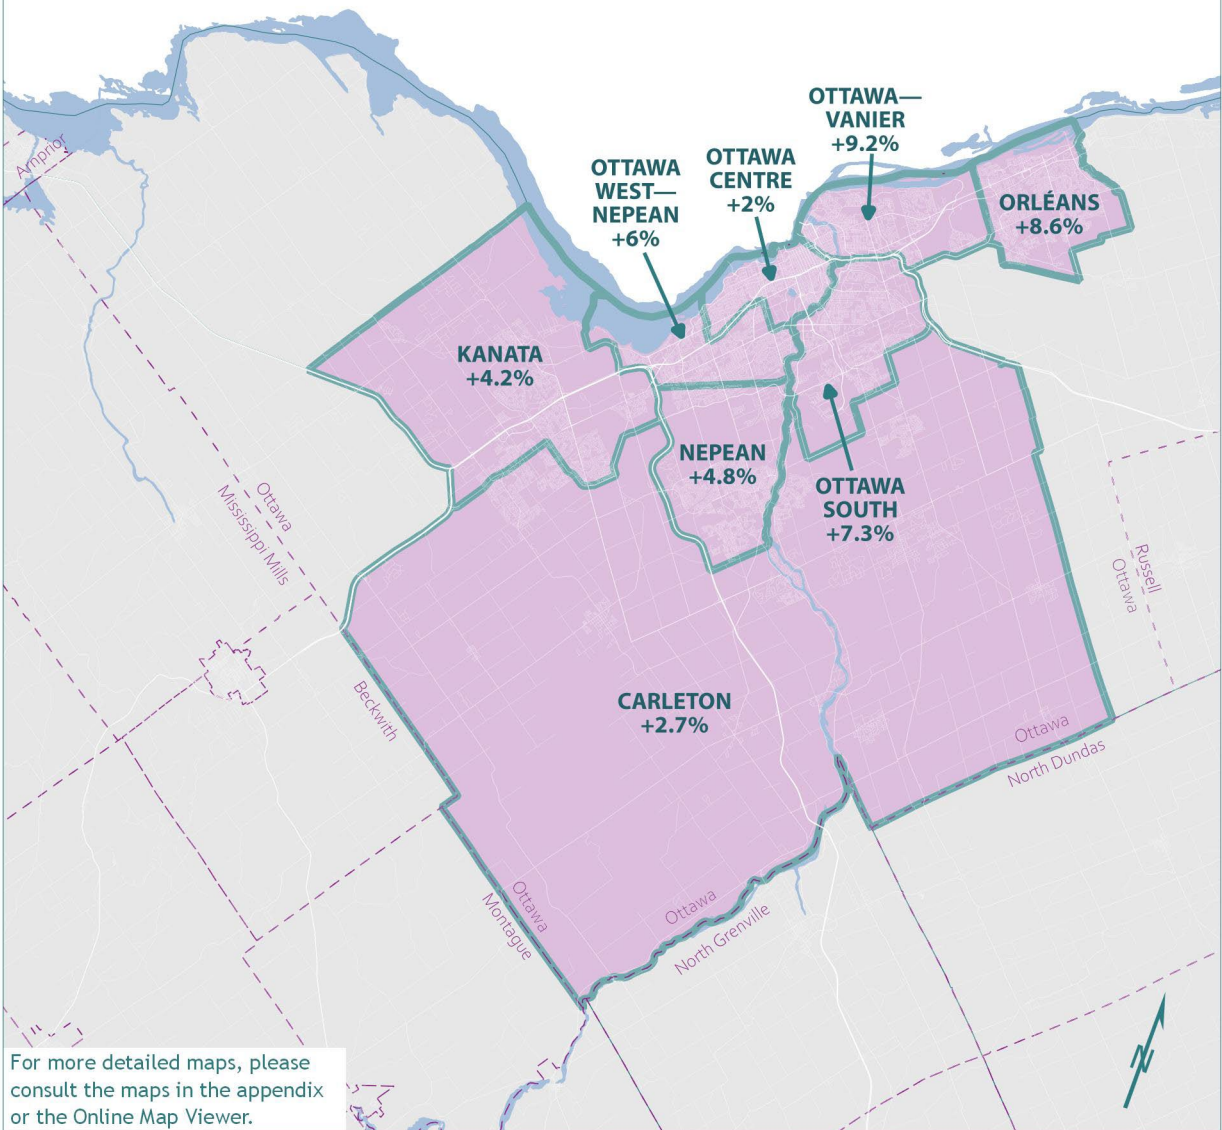 OTTAWA—
VANIER
+9.2%
OTTAWA
CENTRE
+2%
OTTAWA
WEST—
NEPEAN
+6%
ORLÉANS
+8.6%
Arnprior
KANATA
+4.2%
NEPEAN
+4.8%
OTTAWA
SOUTH
+7.3%
Ottawa
Mississippi Mills
Russell
Ottawa
CARLETON
+2.7%
Beckwith
Ottawa
North Dundas
Ottawa
Montague
Ottawa
North Grenville
For more detailed maps, please
consult the maps in the appendix
or the Online Map Viewer.
N